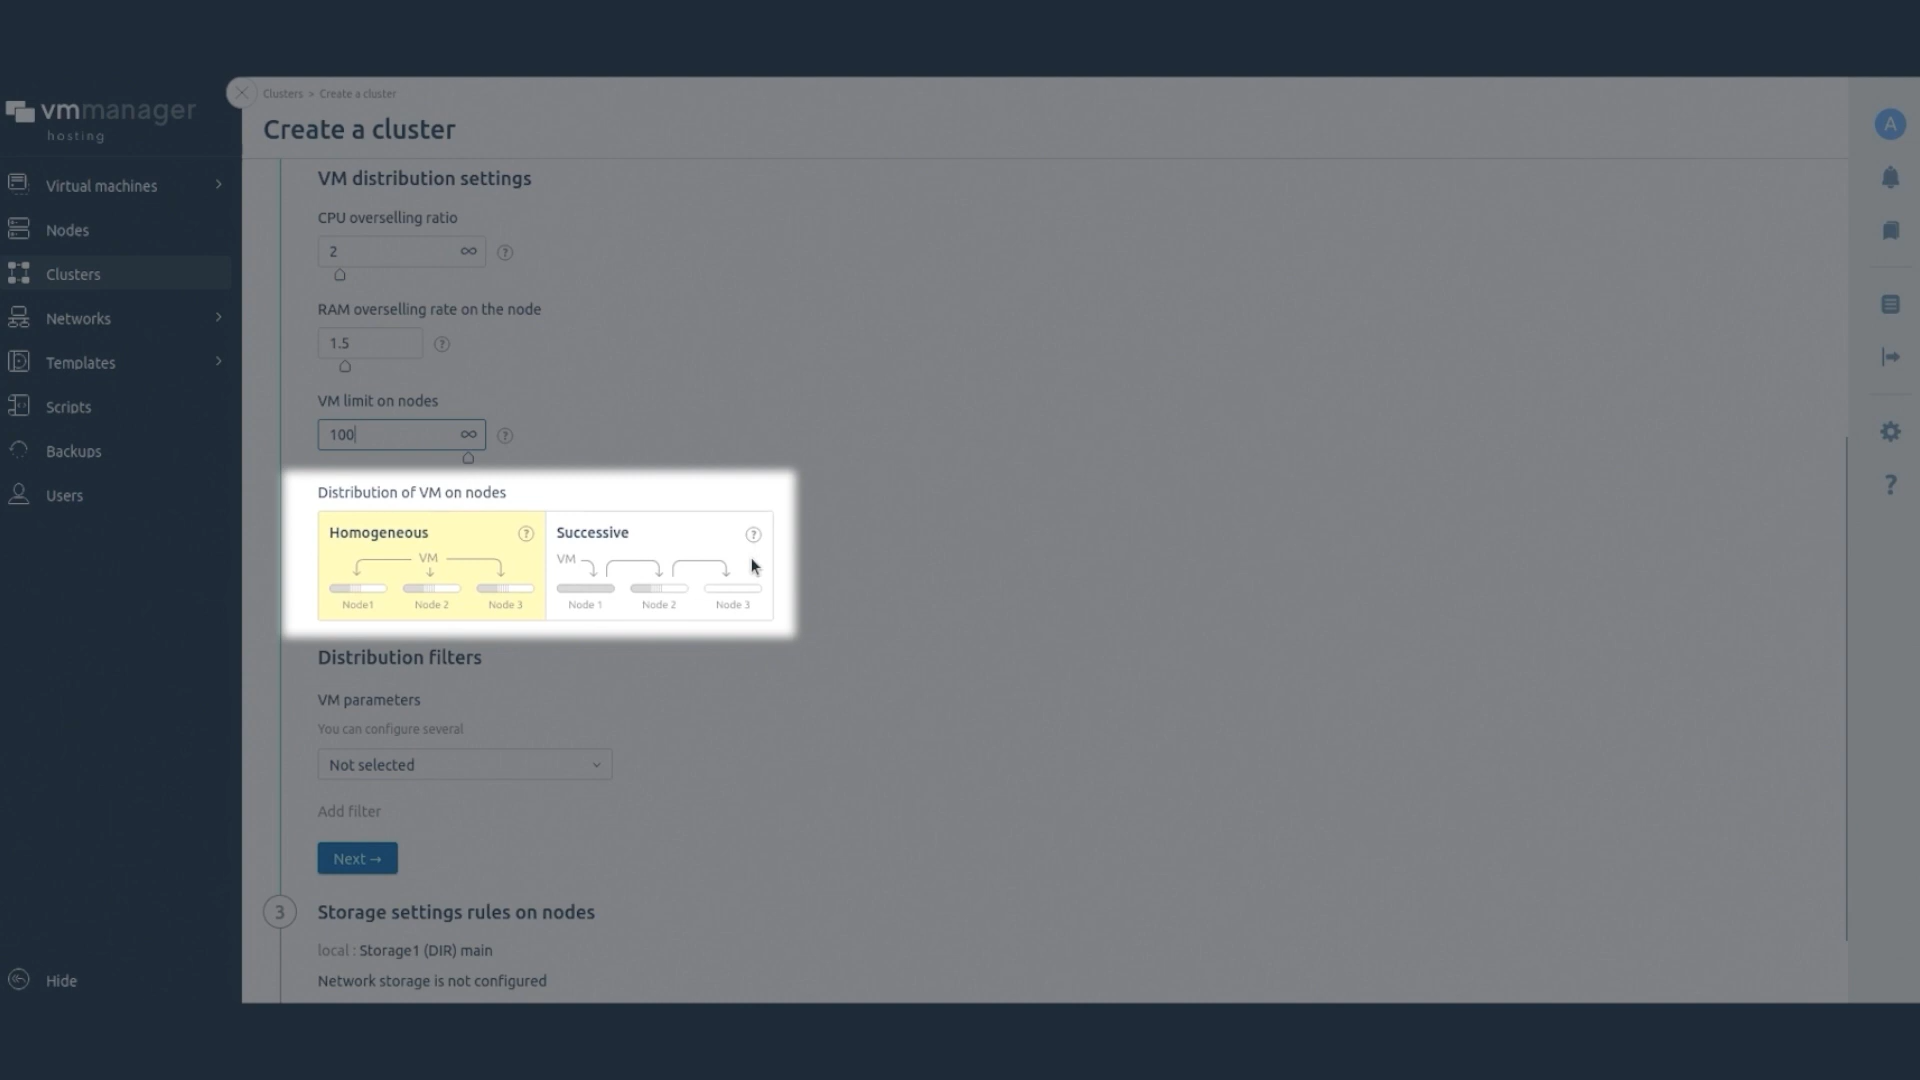 vmmanager
hosting
Virtual machines
Nodes
Clusters
Networks
Templates
Scripts
Backups
Users
Hide
Clusters > Create a cluster
Create a cluster
VM distribution settings
CPU overselling ratio
2 ∞ ?
RAM overselling rate on the node
1.5 ?
VM limit on nodes
100 ∞ ?
Distribution of VM on nodes
Homogeneous ?
VM
Node1 Node 2 Node 3
Successive ?
VM
Node 1 Node 2 Node 3
Distribution filters
VM parameters
You can configure several
Not selected
Add filter
Next →
3 Storage settings rules on nodes
local : Storage1 (DIR) main
Network storage is not configured
A
?